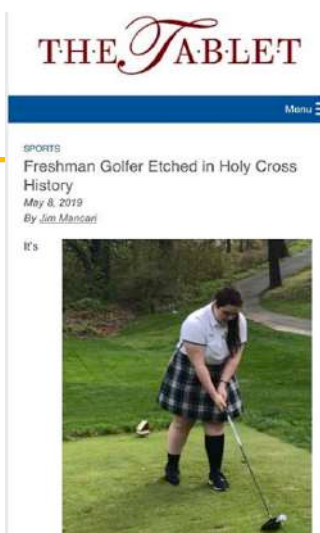 THE TABLET
Menu
SPORTS
Freshman Golfer Etched in Holy Cross
History
May 8, 2019
By Jim Mancari
It's